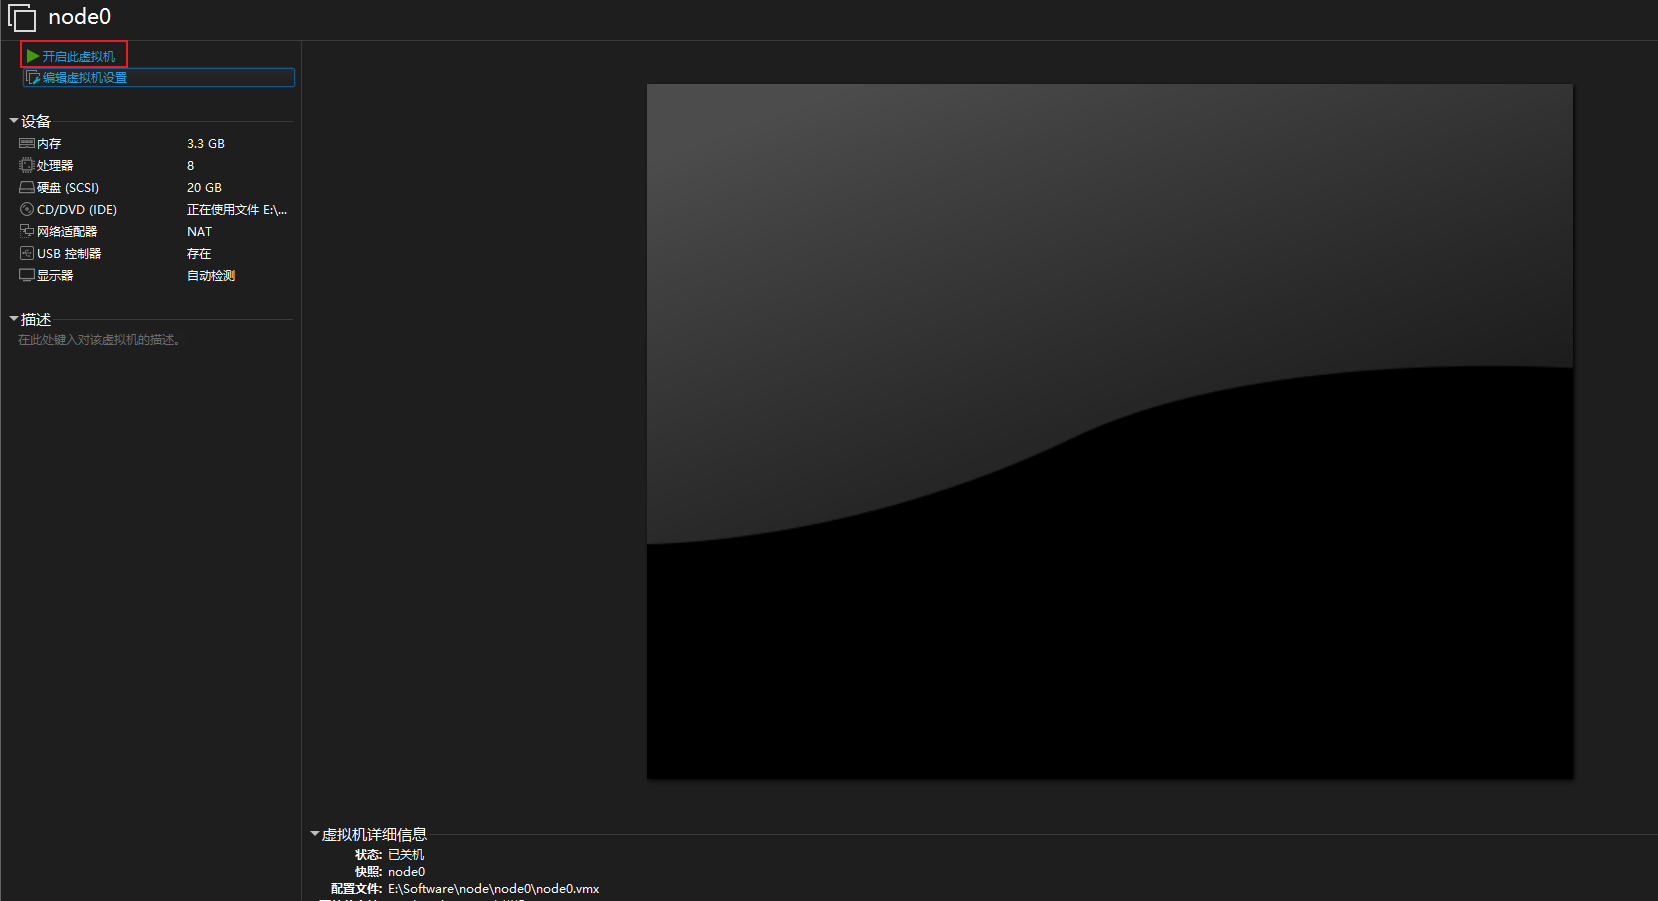 node0
开启此虚拟机
编辑虚拟机设置
设备
内存 3.3 GB
处理器 8
硬盘 (SCSI) 20 GB
CD/DVD (IDE) 正在使用文件 E:\...
网络适配器 NAT
USB 控制器 存在
显示器 自动检测
描述
在此处键入对该虚拟机的描述。
虚拟机详细信息
状态: 已关机
快照: node0
配置文件: E:\Software\node\node0\node0.vmx